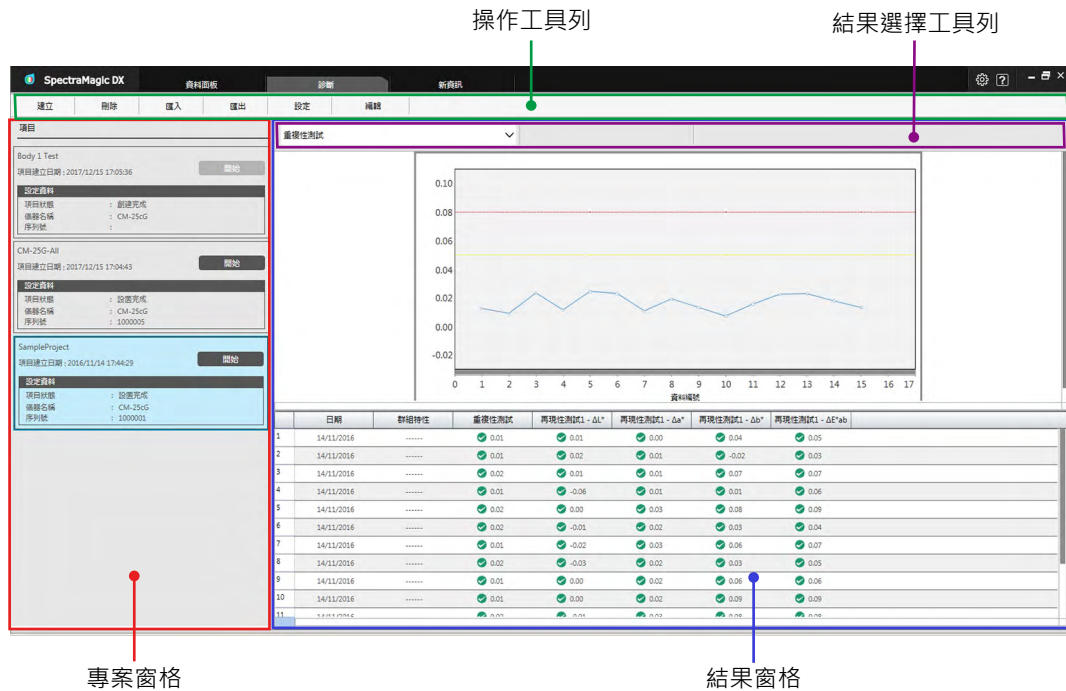 操作工具列
結果選擇工具列
SpectraMagic DX 資料面板 診斷 新資訊
建立 刪除 匯入 匯出 設定 編輯
項目
Body 1 Test
項目建立日期 : 2017/12/15 17:05:36 開始
設定資料
項目狀態 : 創建完成
儀器名稱 : CM-25cG
序列號 :
CM-25G-All
項目建立日期 : 2017/12/15 17:04:43 開始
設定資料
項目狀態 : 設置完成
儀器名稱 : CM-25cG
序列號 : 1000005
SampleProject
項目建立日期 : 2016/11/14 17:44:29 開始
設定資料
項目狀態 : 設置完成
儀器名稱 : CM-25cG
序列號 : 1000001
重複性測試
0.10
0.08
0.06
0.04
0.02
0.00
-0.02
0 1 2 3 4 5 6 7 8 9 10 11 12 13 14 15 16 17
資料編號
日期 群組特性 重複性測試 再現性測試1 - ΔL* 再現性測試1 - Δa* 再現性測試1 - Δb* 再現性測試1 - ΔE*ab
1 14/11/2016 ------ 0.01 0.01 0.00 0.04 0.05
2 14/11/2016 ------ 0.01 0.02 0.01 -0.02 0.03
3 14/11/2016 ------ 0.02 0.01 0.01 0.07 0.07
4 14/11/2016 ------ 0.01 -0.06 0.01 0.01 0.06
5 14/11/2016 ------ 0.02 0.00 0.03 0.08 0.09
6 14/11/2016 ------ 0.02 -0.01 0.02 0.03 0.04
7 14/11/2016 ------ 0.01 -0.02 0.03 0.06 0.07
8 14/11/2016 ------ 0.02 -0.03 0.02 0.03 0.05
9 14/11/2016 ------ 0.01 0.00 0.02 0.06 0.06
10 14/11/2016 ------ 0.01 0.00 0.02 0.09 0.09
11 14/11/2016
專案窗格
結果窗格